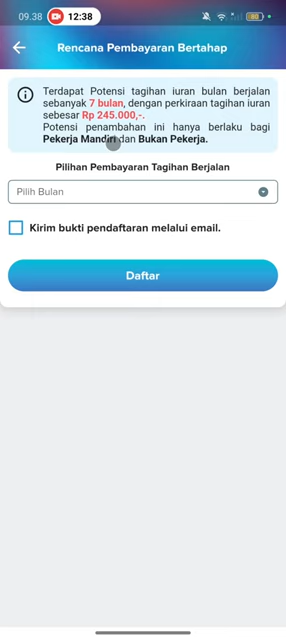 09.38
12:38
80
Rencana Pembayaran Bertahap
Terdapat Potensi tagihan iuran bulan berjalan
sebanyak 7 bulan, dengan perkiraan tagihan iuran
sebesar Rp 245.000,-.
Potensi penambahan ini hanya berlaku bagi
Pekerja Mandiri dan Bukan Pekerja.
Pilihan Pembayaran Tagihan Berjalan
Pilih Bulan
Kirim bukti pendaftaran melalui email.
Daftar